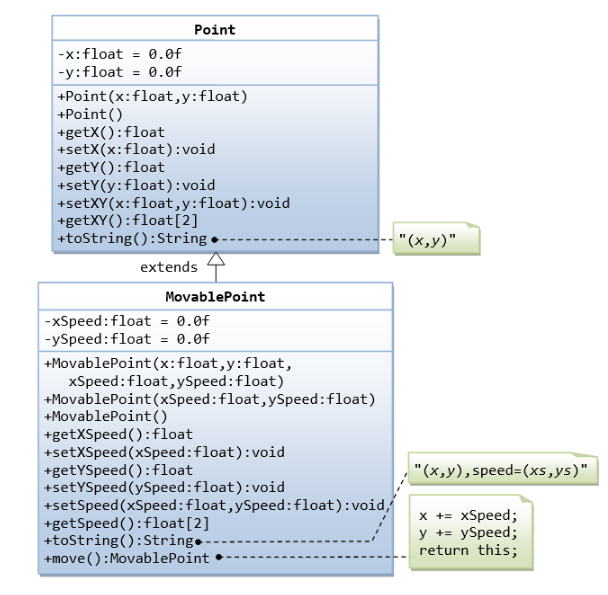 Point
-x:float = 0.0f
-y:float = 0.0f
+Point(x:float,y:float)
+Point()
+getX():float
+setX(x:float):void
+getY():float
+setY(y:float):void
+setXY(x:float,y:float):void
+getXY():float[2]
+toString():String
"(x,y)"
extends
MovablePoint
-xSpeed:float = 0.0f
-ySpeed:float = 0.0f
+MovablePoint(x:float,y:float,
xSpeed:float,ySpeed:float)
+MovablePoint(xSpeed:float,ySpeed:float)
+MovablePoint()
+getXSpeed():float
+setXSpeed(xSpeed:float):void
+getYSpeed():float
+setYSpeed(ySpeed:float):void
+setSpeed(xSpeed:float,ySpeed:float):void
+getSpeed():float[2]
+toString():String
+move():MovablePoint
"(x,y),speed=(xs,ys)"
x += xSpeed;
y += ySpeed;
return this;